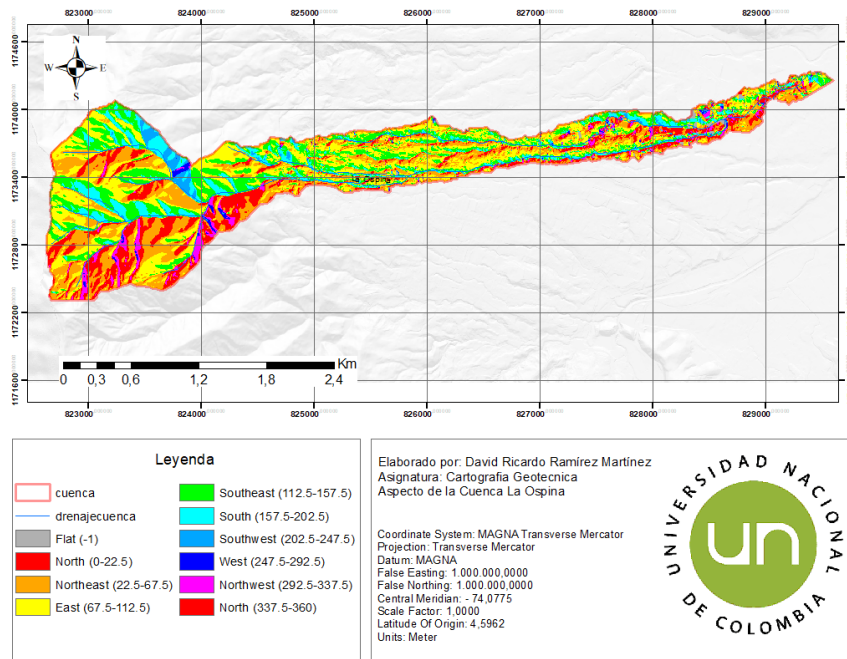 823000 824000 825000 826000 827000 828000 829000
1174600
1174000
1173400
1172800
1172200
1171600
N
W E
S
la Ospina
Km
0 0,3 0,6 1,2 1,8 2,4
823000 824000 825000 826000 827000 828000 829000
Leyenda
cuenca
drenajecuenca
Flat (-1)
North (0-22.5)
Northeast (22.5-67.5)
East (67.5-112.5)
Southeast (112.5-157.5)
South (157.5-202.5)
Southwest (202.5-247.5)
West (247.5-292.5)
Northwest (292.5-337.5)
North (337.5-360)
Elaborado por: David Ricardo Ramírez Martínez
Asignatura: Cartografia Geotecnica
Aspecto de la Cuenca La Ospina
Coordinate System: MAGNA Transverse Mercator
Projection: Transverse Mercator
Datum: MAGNA
False Easting: 1.000.000,0000
False Northing: 1.000.000,0000
Central Meridian: - 74,0775
Scale Factor: 1,0000
Latitude Of Origin: 4,5962
Units: Meter
UNIVERSIDAD NACIONAL
un
DE COLOMBIA